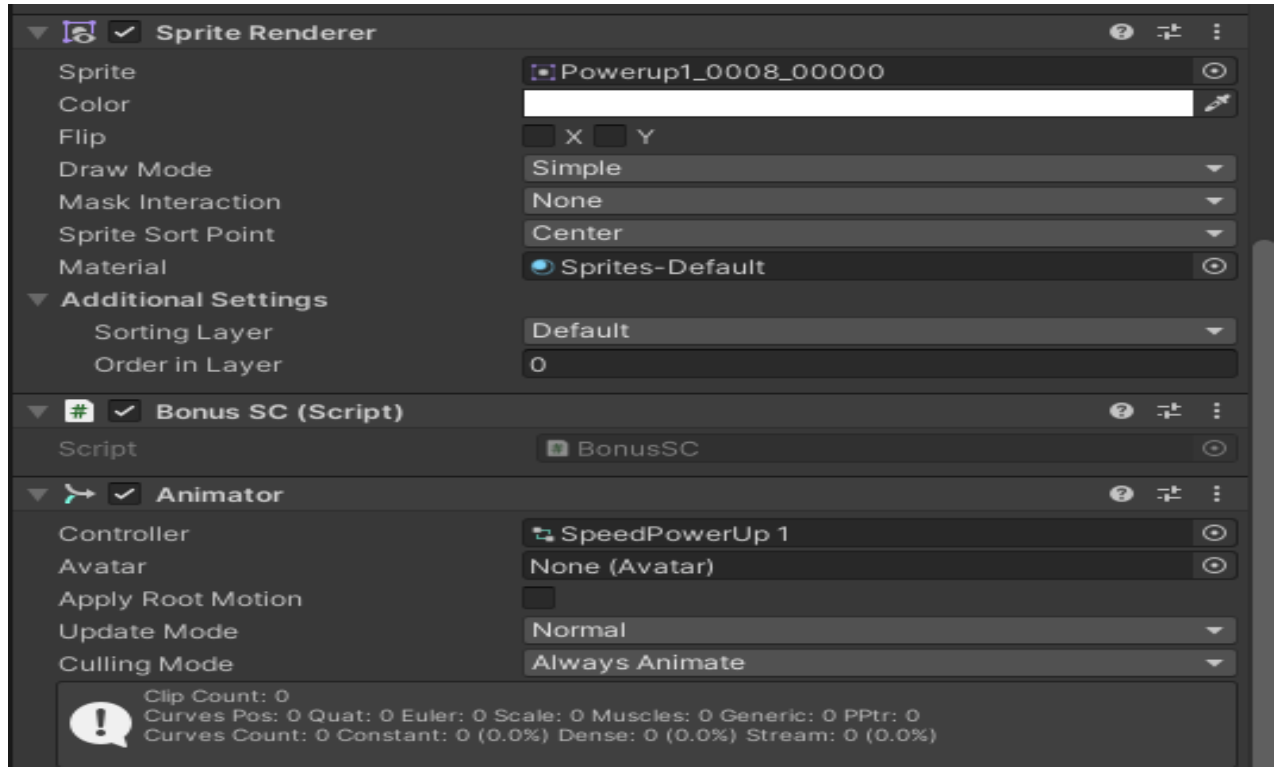 Sprite Renderer
Sprite Powerup1_0008_00000
Color
Flip X Y
Draw Mode Simple
Mask Interaction None
Sprite Sort Point Center
Material Sprites-Default
Additional Settings
Sorting Layer Default
Order in Layer 0
# Bonus SC (Script)
Script # BonusSC
Animator
Controller SpeedPowerUp 1
Avatar None (Avatar)
Apply Root Motion
Update Mode Normal
Culling Mode Always Animate
Clip Count: 0
Curves Pos: 0 Quat: 0 Euler: 0 Scale: 0 Muscles: 0 Generic: 0 PPtr: 0
Curves Count: 0 Constant: 0 (0.0%) Dense: 0 (0.0%) Stream: 0 (0.0%)